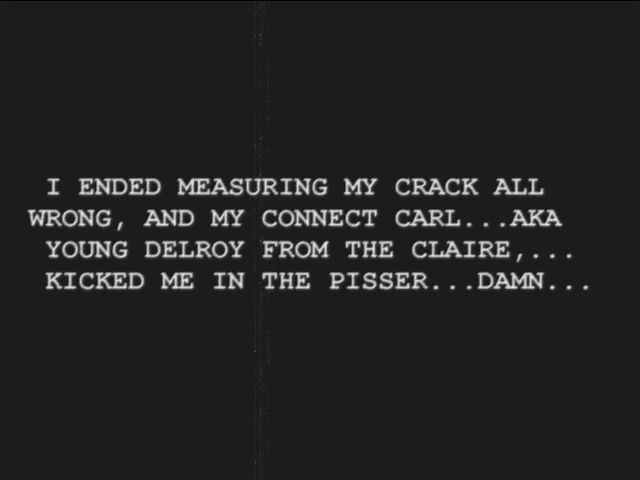 I ENDED MEASURING MY CRACK ALL
WRONG, AND MY CONNECT CARL...AKA
YOUNG DELROY FROM THE CLAIRE,...
KICKED ME IN THE PISSER...DAMN...